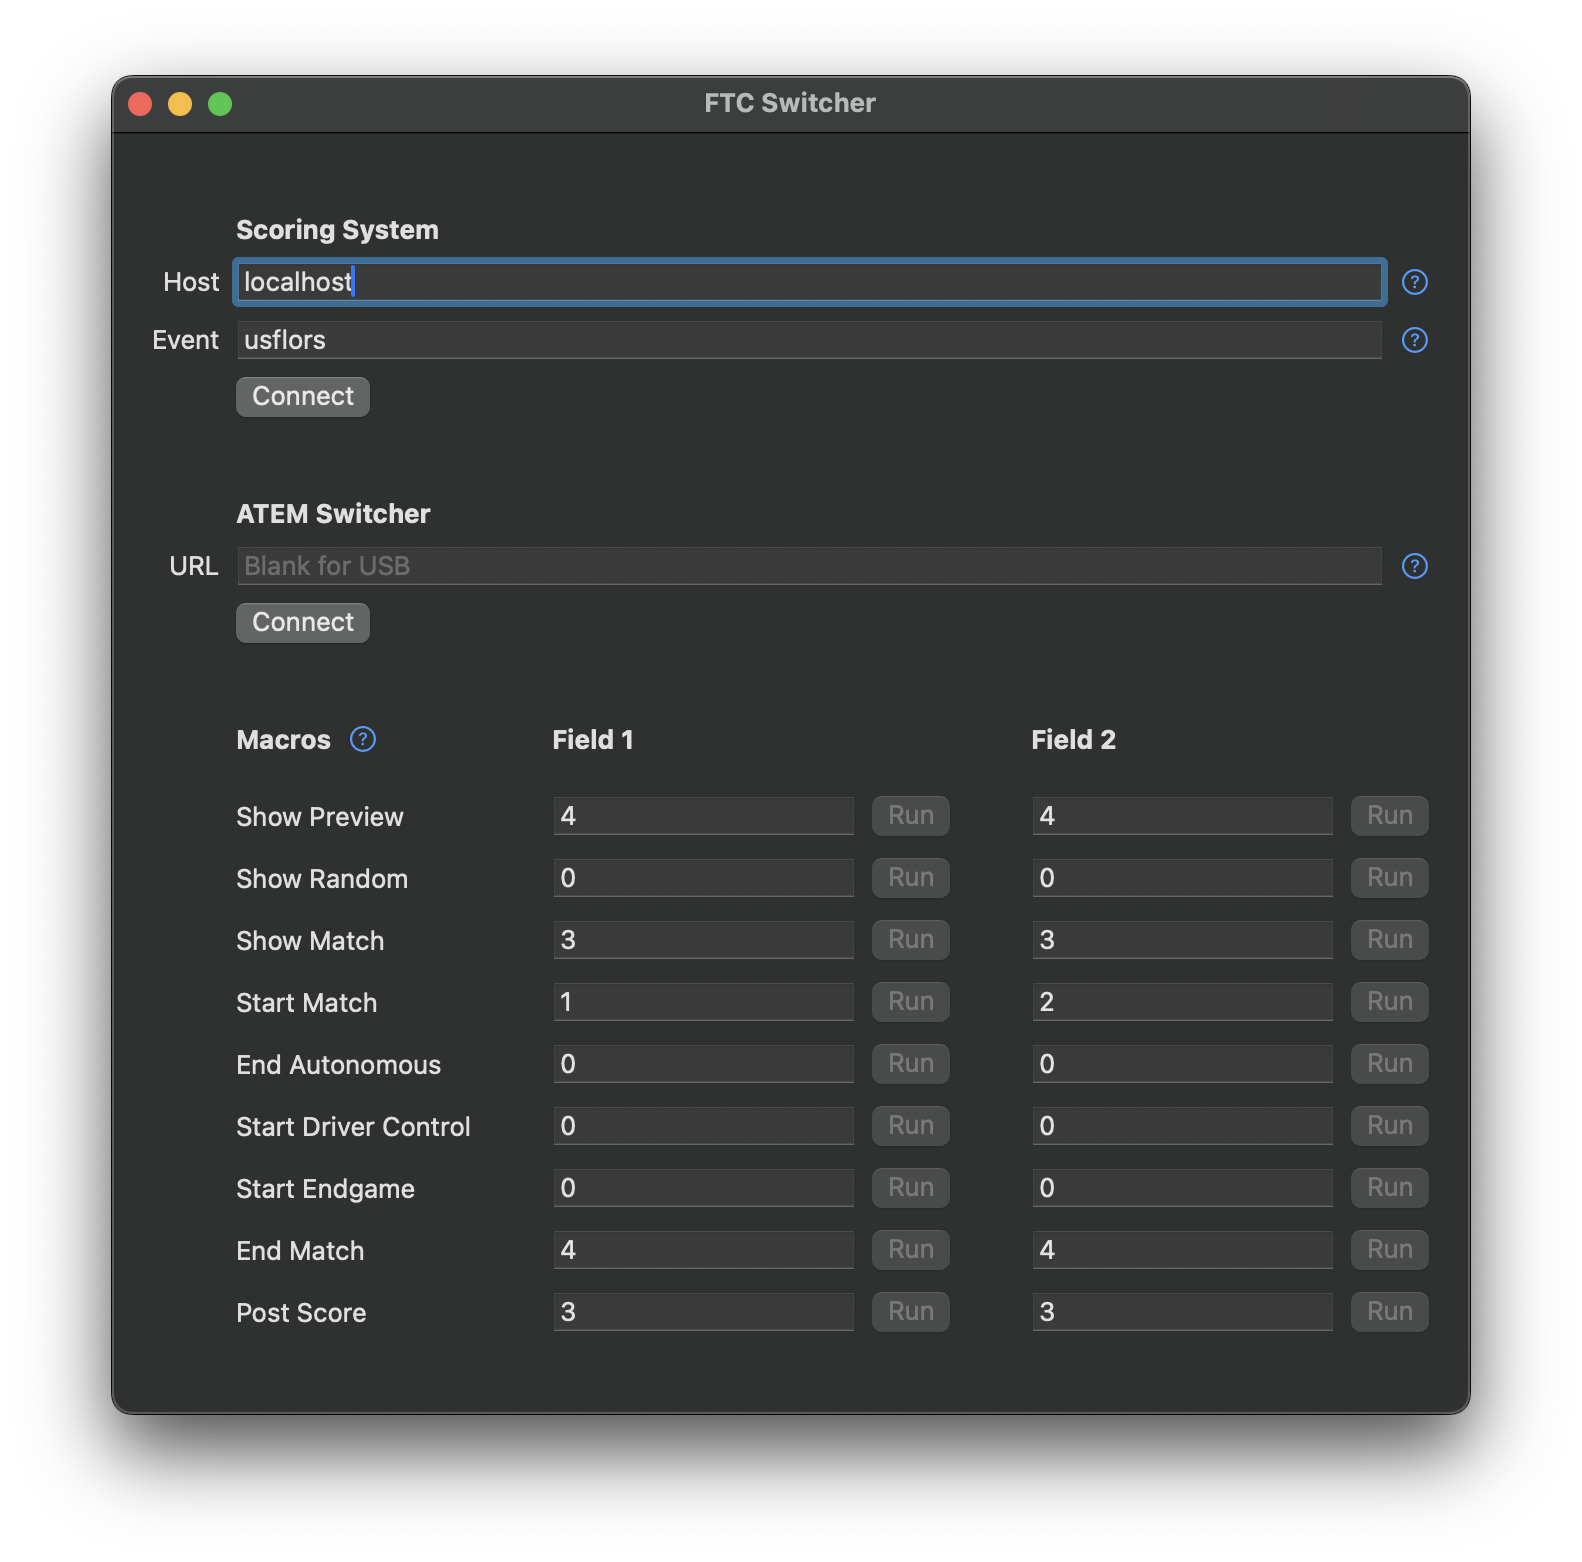 FTC Switcher
Scoring System
Host localhost ?
Event usflors ?
Connect
ATEM Switcher
URL Blank for USB ?
Connect
Macros ? Field 1 Field 2
Show Preview 4 Run 4 Run
Show Random 0 Run 0 Run
Show Match 3 Run 3 Run
Start Match 1 Run 2 Run
End Autonomous 0 Run 0 Run
Start Driver Control 0 Run 0 Run
Start Endgame 0 Run 0 Run
End Match 4 Run 4 Run
Post Score 3 Run 3 Run